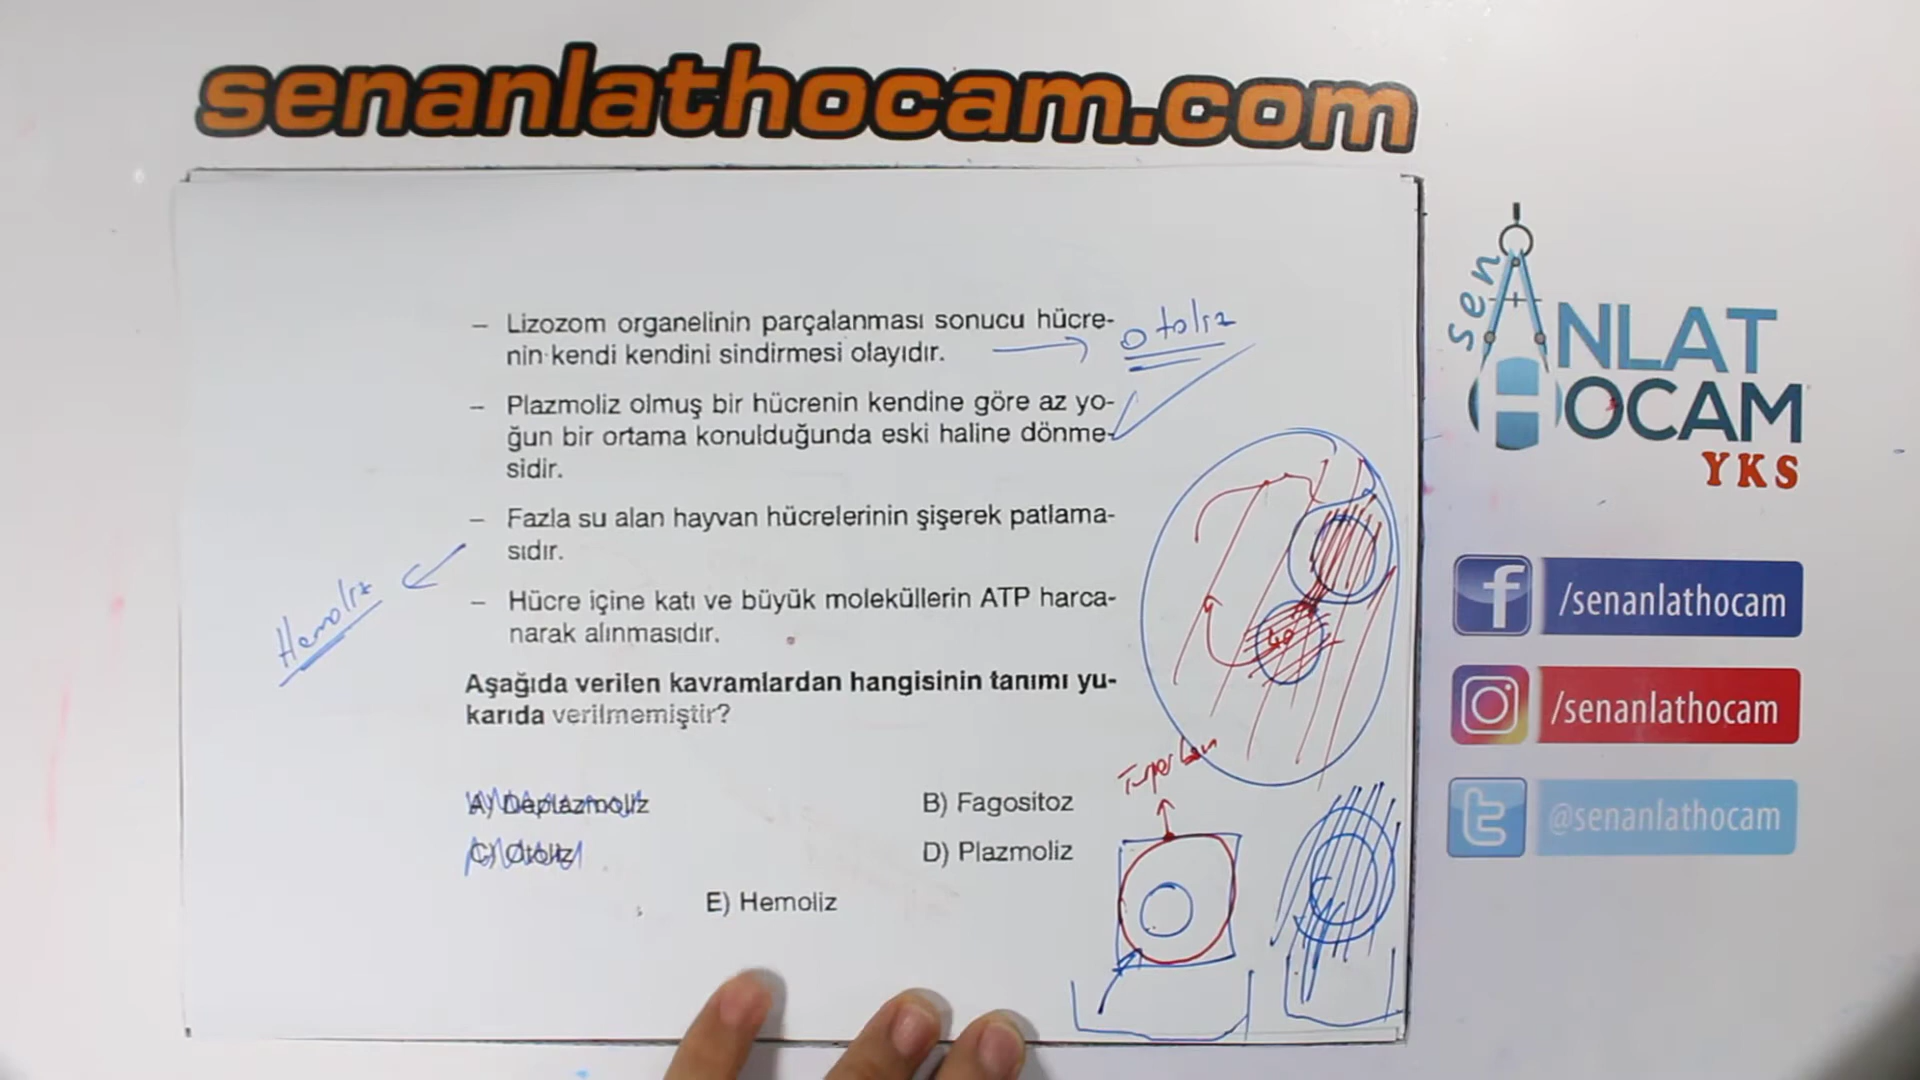 senanlathocam.com
– Lizozom organelinin parçalanması sonucu hücre-
nin kendi kendini sindirmesi olayıdır.
otoliz
– Plazmoliz olmuş bir hücrenin kendine göre az yo-
ğun bir ortama konulduğunda eski haline dönme-
sidir.
– Fazla su alan hayvan hücrelerinin şişerek patlama-
sıdır.
Hemoliz
– Hücre içine katı ve büyük moleküllerin ATP harca-
narak alınmasıdır.
Aşağıda verilen kavramlardan hangisinin tanımı yu-
karıda verilmemiştir?
A) Deplazmoliz
B) Fagositoz
C) Otoliz
D) Plazmoliz
E) Hemoliz
sen
ANLAT
HOCAM
YKS
f /senanlathocam
/senanlathocam
@senanlathocam